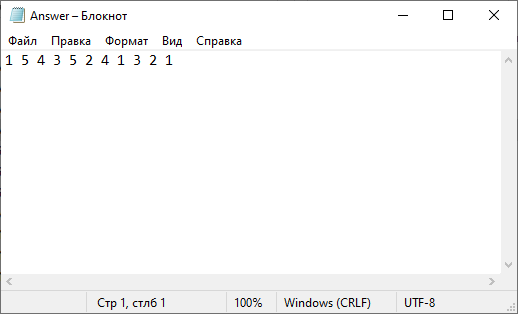 Answer – Блокнот
Файл Правка Формат Вид Справка
1 5 4 3 5 2 4 1 3 2 1
Стр 1, стлб 1 100% Windows (CRLF) UTF-8